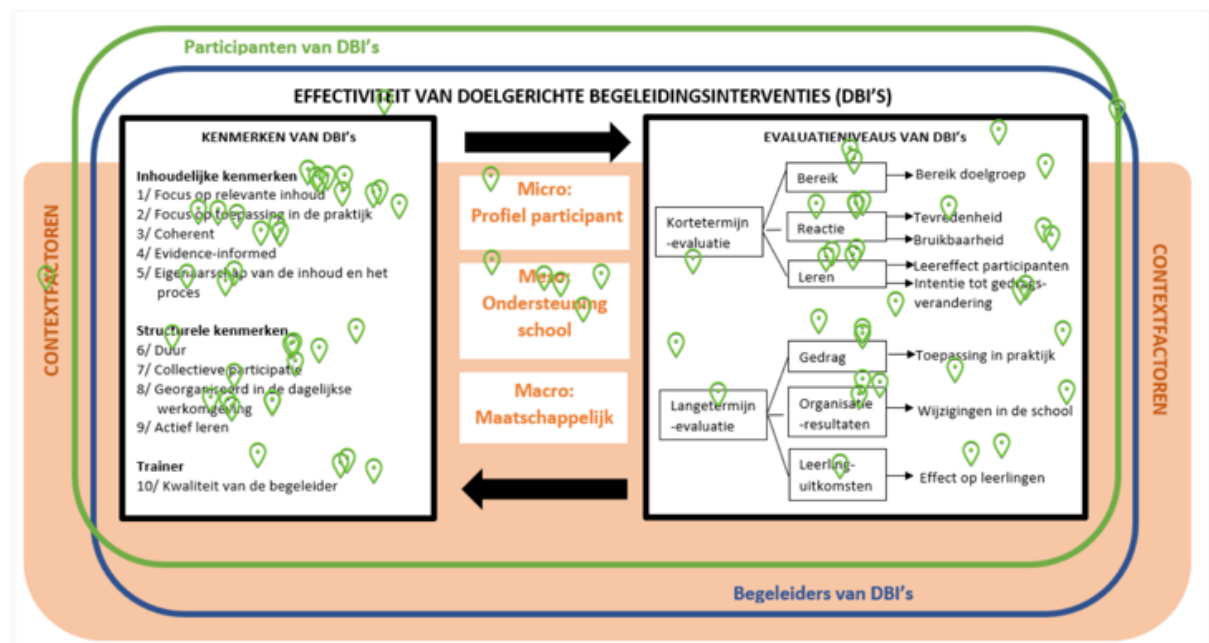 Participanten van DBI's
EFFECTIVITEIT VAN DOELGERICHTE BEGELEIDINGSINTERVENTIES (DBI'S)
CONTEXTFACTOREN
KENMERKEN VAN DBI's
Inhoudelijke kenmerken
1/ Focus op relevante inhoud
2/ Focus op toepassing in de praktijk
3/ Coherent
4/ Evidence-informed
5/ Eigenaarschap van de inhoud en het
proces
Structurele kenmerken
6/ Duur
7/ Collectieve participatie
8/ Georganiseerd in de dagelijkse
werkomgeving
9/ Actief leren
Trainer
10/ Kwaliteit van de begeleider
Micro:
Profiel participant
Meso:
Ondersteuning
school
Macro:
Maatschappelijk
EVALUATIENIVEAUS VAN DBI's
Kortetermijn
-evaluatie
Bereik
Bereik doelgroep
Reactie
Tevredenheid
Bruikbaarheid
Leren
Leereffect participanten
Intentie tot gedrags-
verandering
Langetermijn
-evaluatie
Gedrag
Toepassing in praktijk
Organisatie
-resultaten
Wijzigingen in de school
Leerling-
uitkomsten
Effect op leerlingen
CONTEXTFACTOREN
Begeleiders van DBI's